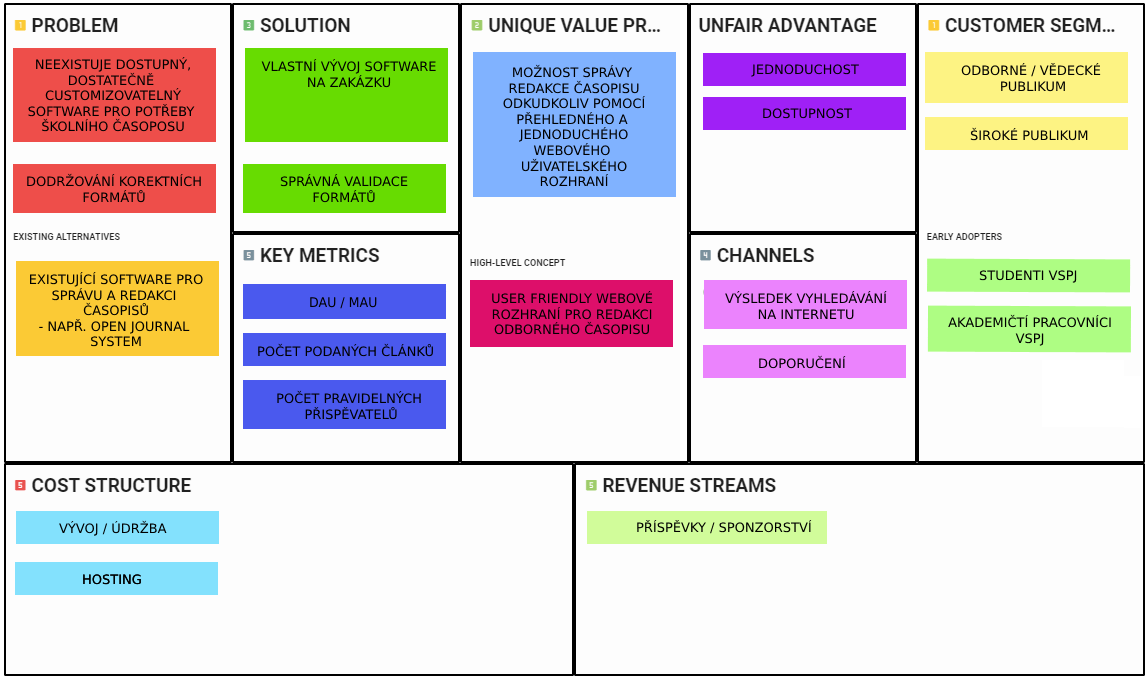 1 PROBLEM
NEEXISTUJE DOSTUPNÝ,
DOSTATEČNĚ
CUSTOMIZOVATELNÝ
SOFTWARE PRO POTŘEBY
ŠKOLNÍHO ČASOPOSU
DODRŽOVÁNÍ KOREKTNÍCH
FORMÁTŮ
EXISTING ALTERNATIVES
EXISTUJÍCÍ SOFTWARE PRO
SPRÁVU A REDAKCI
ČASOPISŮ
- NAPŘ. OPEN JOURNAL
SYSTEM
3 SOLUTION
VLASTNÍ VÝVOJ SOFTWARE
NA ZAKÁZKU
SPRÁVNÁ VALIDACE
FORMÁTŮ
5 KEY METRICS
DAU / MAU
POČET PODANÝCH ČLÁNKŮ
POČET PRAVIDELNÝCH
PŘISPĚVATELŮ
2 UNIQUE VALUE PR...
MOŽNOST SPRÁVY
REDAKCE ČASOPISU
ODKUDKOLIV POMOCÍ
PŘEHLEDNÉHO A
JEDNODUCHÉHO
WEBOVÉHO
UŽIVATELSKÉHO
ROZHRANÍ
HIGH-LEVEL CONCEPT
USER FRIENDLY WEBOVÉ
ROZHRANÍ PRO REDAKCI
ODBORNÉHO ČASOPISU
UNFAIR ADVANTAGE
JEDNODUCHOST
DOSTUPNOST
4 CHANNELS
VÝSLEDEK VYHLEDÁVÁNÍ
NA INTERNETU
DOPORUČENÍ
1 CUSTOMER SEGM...
ODBORNÉ / VĚDECKÉ
PUBLIKUM
ŠIROKÉ PUBLIKUM
EARLY ADOPTERS
STUDENTI VSPJ
AKADEMIČTÍ PRACOVNÍCI
VSPJ
5 COST STRUCTURE
VÝVOJ / ÚDRŽBA
HOSTING
5 REVENUE STREAMS
PŘÍSPĚVKY / SPONZORSTVÍ